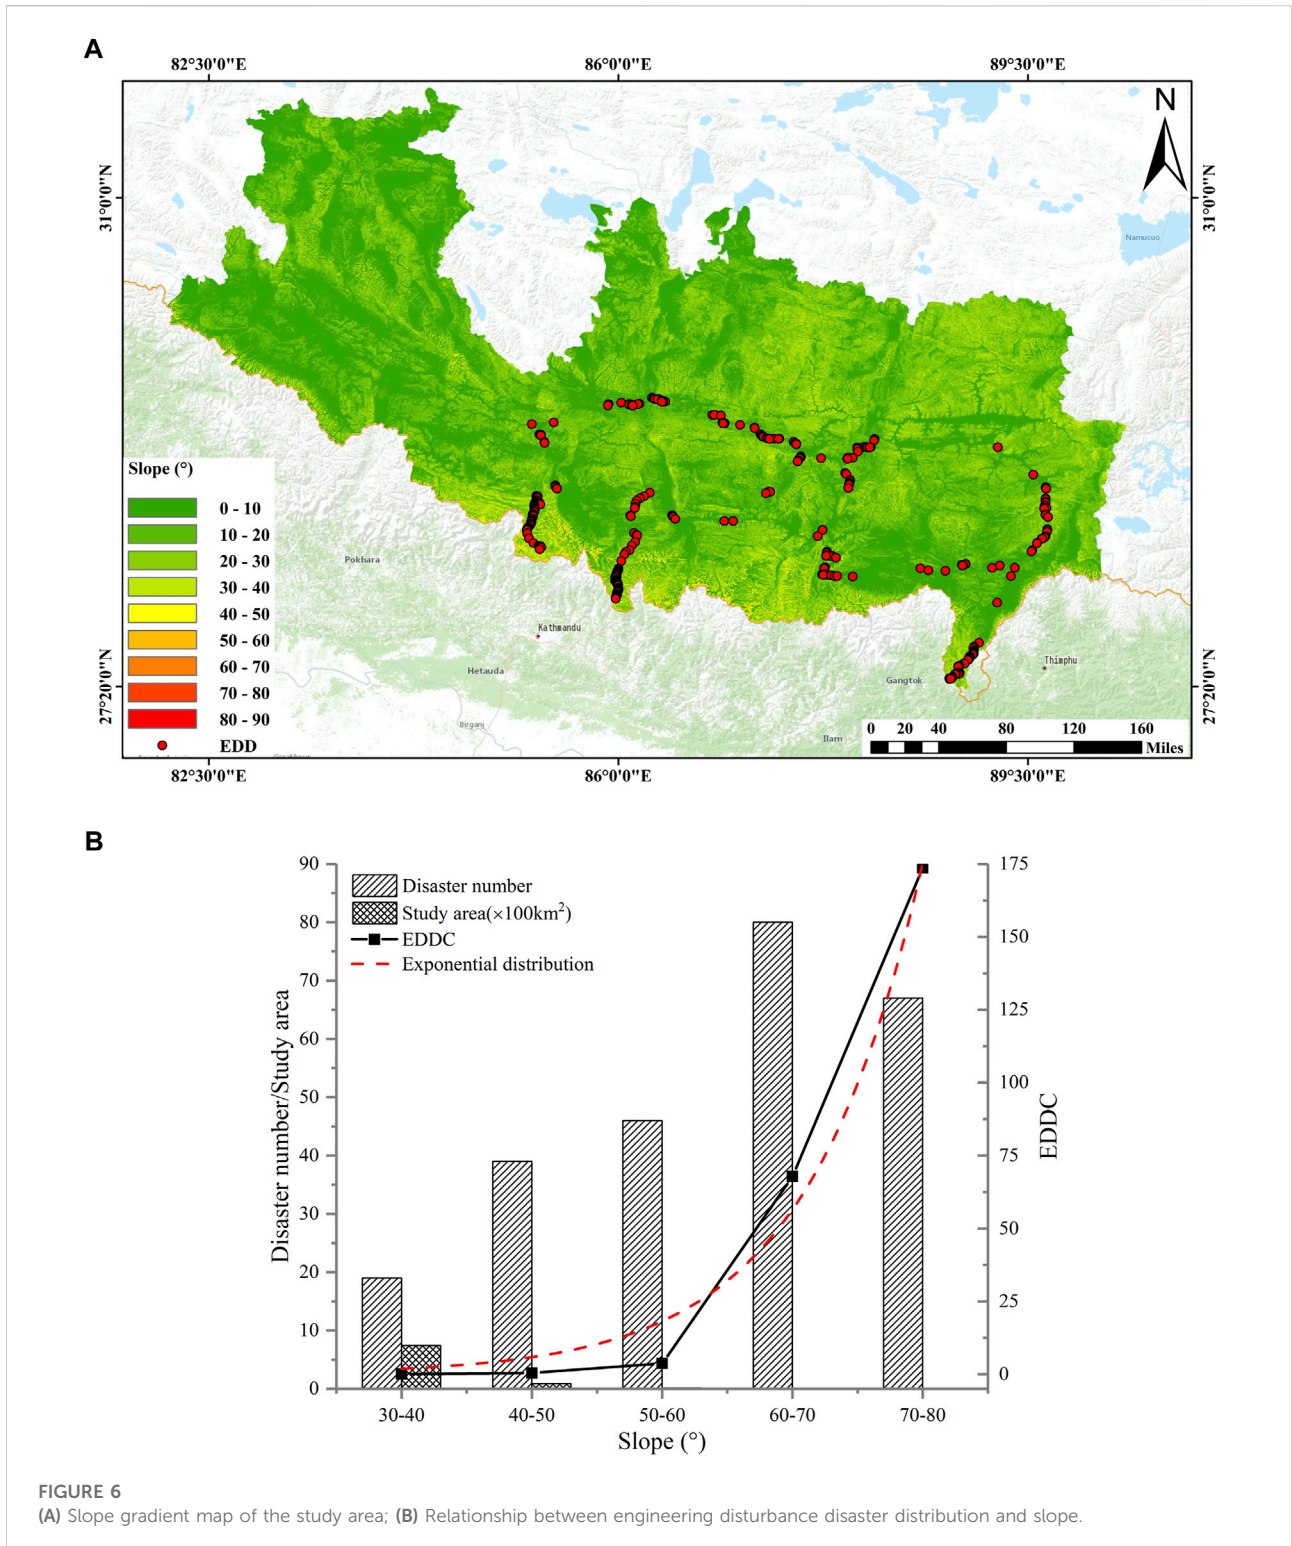 A
82°30'0"E
86°0'0"E
89°30'0"E
N
31°0'0"N
31°0'0"N
Namucuo
Slope (°)
0 - 10
10 - 20
20 - 30
30 - 40
40 - 50
50 - 60
60 - 70
70 - 80
80 - 90
EDD
Pokhara
Kathmandu
Hetauda
Birganj
Gangtok
Thimphu
Ilam
27°20'0"N
27°20'0"N
0 20 40 80 120 160
Miles
82°30'0"E
86°0'0"E
89°30'0"E
B
Disaster number
Study area(×100km²)
EDDC
Exponential distribution
Disaster number/Study area
90
80
70
60
50
40
30
20
10
0
175
150
125
100
75
50
25
0
EDDC
30-40
40-50
50-60
60-70
70-80
Slope (°)
FIGURE 6
(A) Slope gradient map of the study area; (B) Relationship between engineering disturbance disaster distribution and slope.